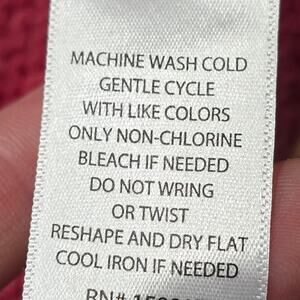 MACHINE WASH COLD
GENTLE CYCLE
WITH LIKE COLORS
ONLY NON-CHLORINE
BLEACH IF NEEDED
DO NOT WRING
OR TWIST
RESHAPE AND DRY FLAT
COOL IRON IF NEEDED
RN#